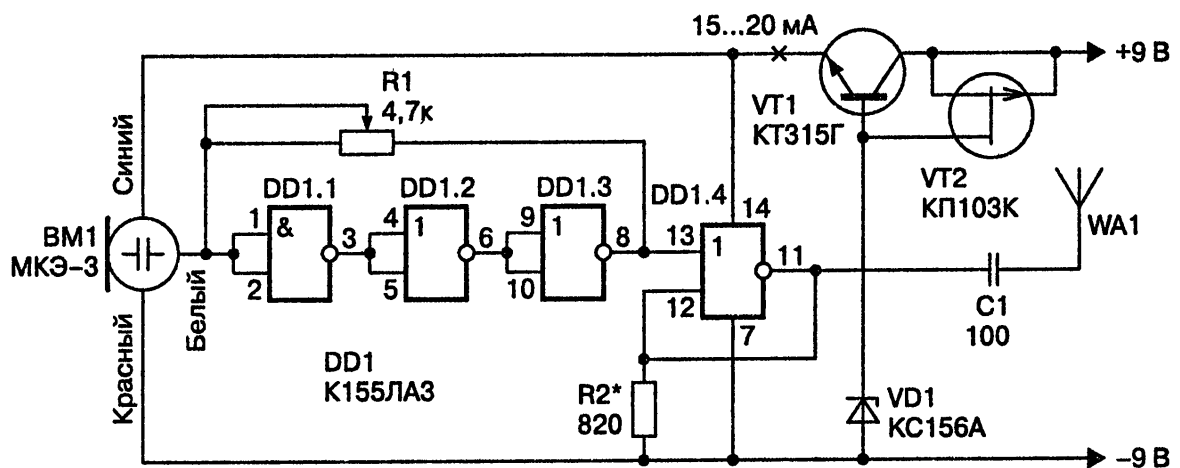 15...20 мА
+9 В
R1
4,7к
VT1
КТ315Г
VT2
КП103К
Синий
DD1.1
DD1.2
DD1.3
DD1.4
14
WA1
BM1
МКЭ-3
1
&
3
4
1
6
9
1
8
13
1
11
2
5
10
12
7
Белый
C1
100
Красный
DD1
К155ЛА3
R2*
820
VD1
КС156А
-9 В